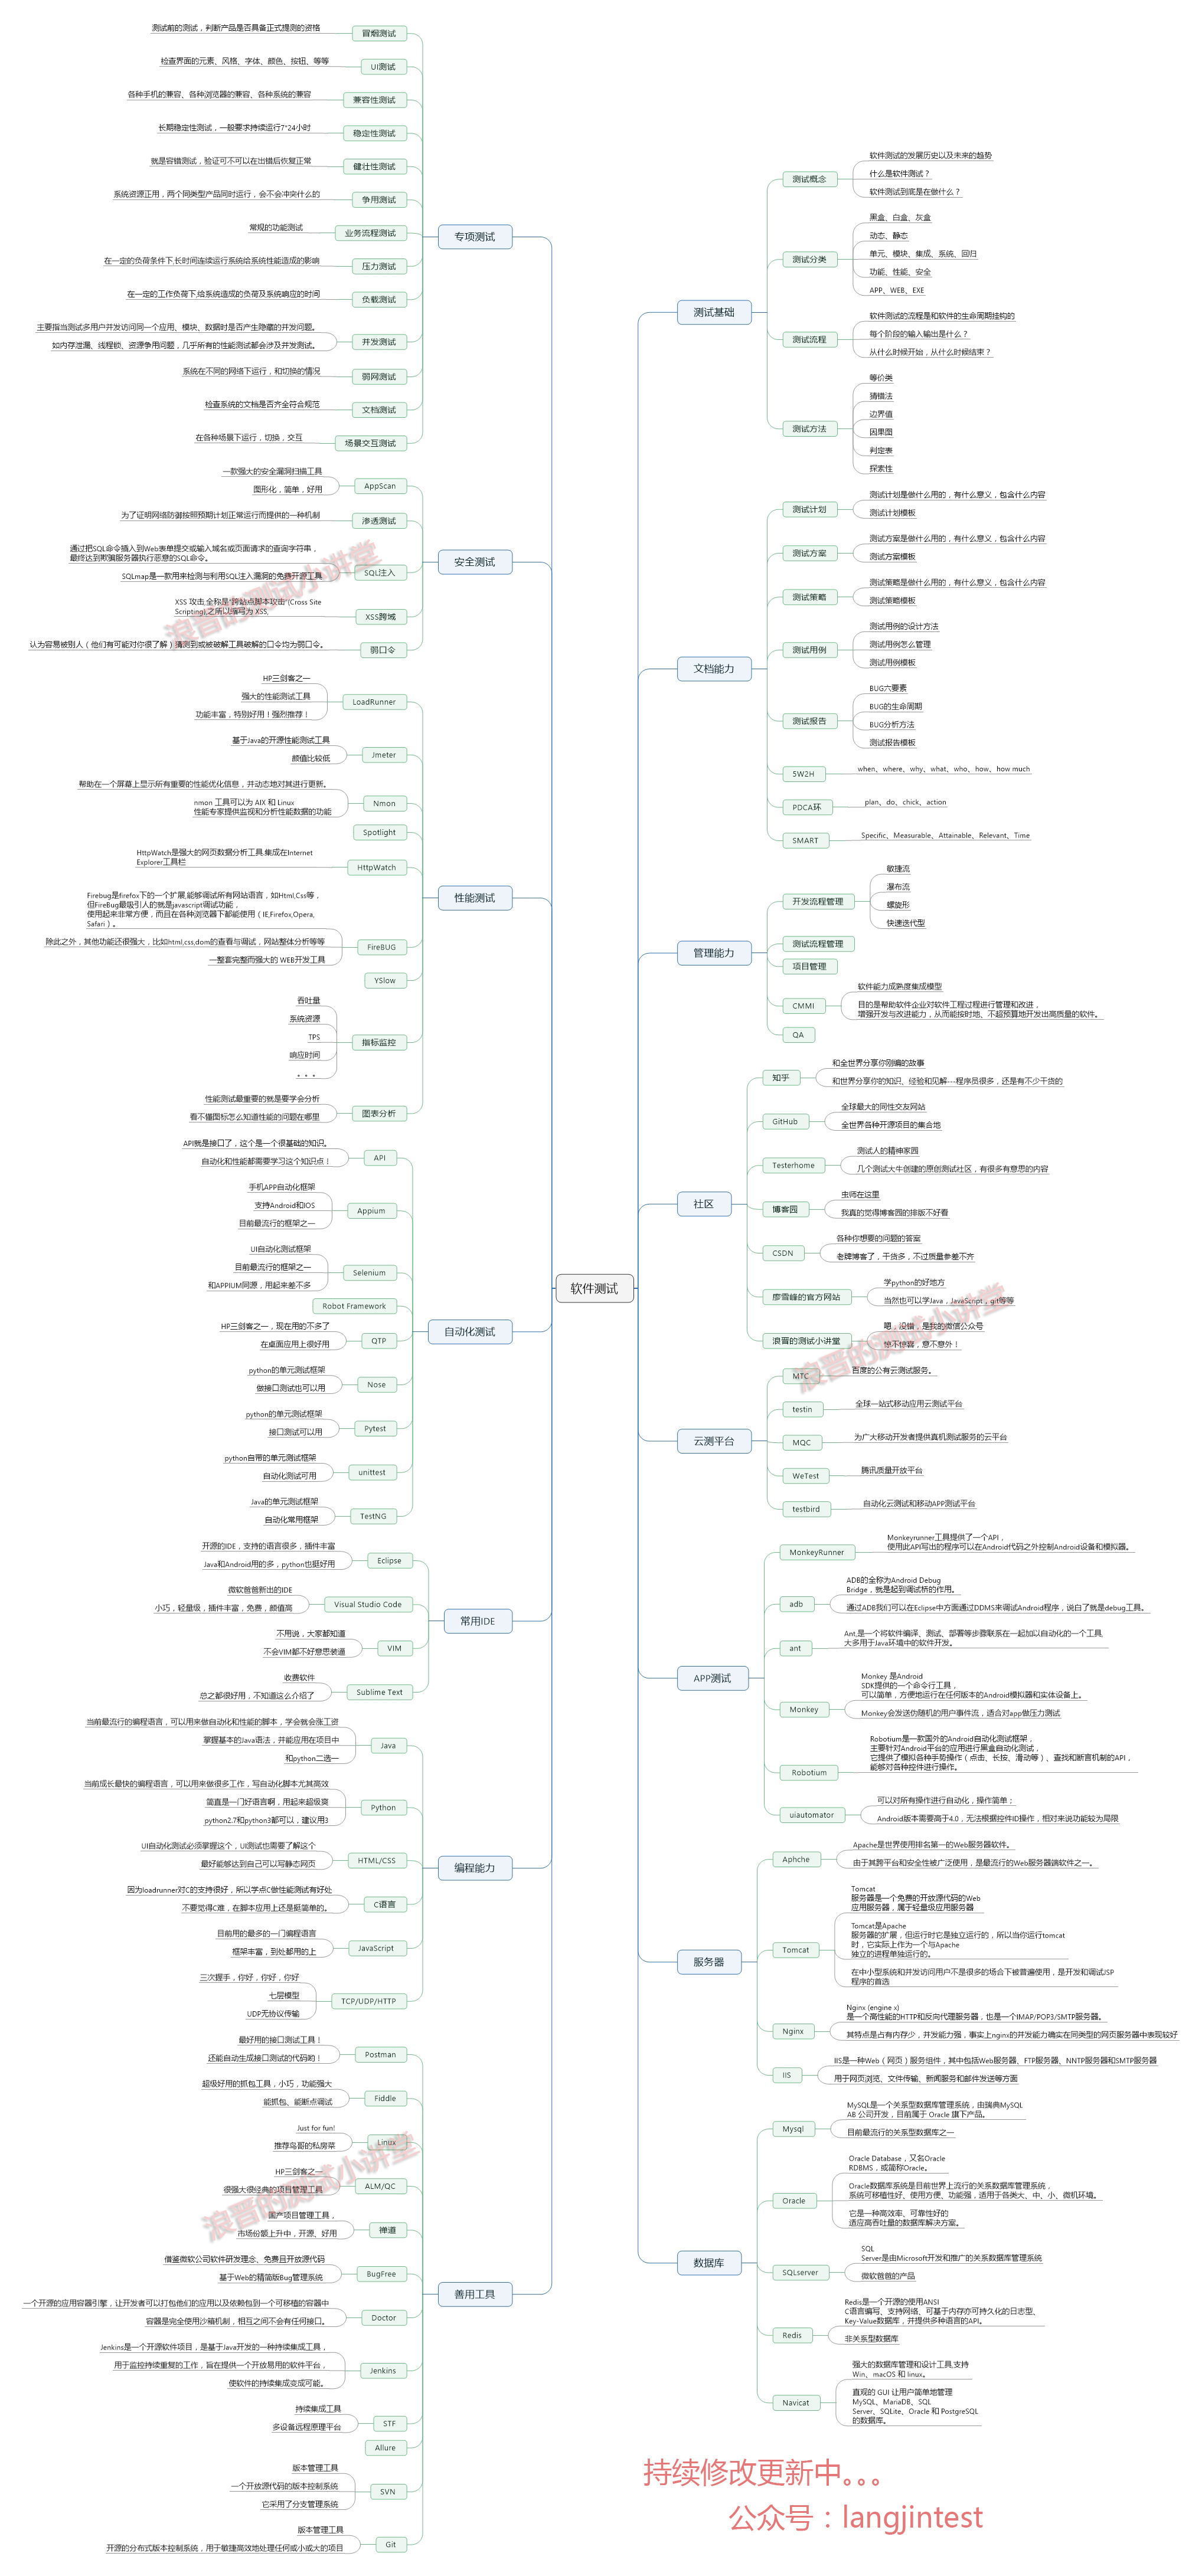 软件测试
专项测试
冒烟测试
测试前的测试，判断产品是否具备正式提测的资格
UI测试
检查界面的元素、风格、字体、颜色、按钮、等等
兼容性测试
各种手机的兼容、各种浏览器的兼容、各种系统的兼容
稳定性测试
长期稳定性测试，一般要求持续运行7*24小时
健壮性测试
就是容错测试，验证可不可以在出错后恢复正常
争用测试
系统资源正用，两个同类型产品同时运行，会不会冲突什么的
业务流程测试
常规的功能测试
压力测试
在一定的负荷条件下,长时间连续运行系统给系统性能造成的影响
负载测试
在一定的工作负荷下,给系统造成的负荷及系统响应的时间
并发测试
主要指当测试多用户并发访问同一个应用、模块、数据时是否产生隐藏的并发问题。
如内存泄漏、线程锁、资源争用问题，几乎所有的性能测试都会涉及并发测试。
弱网测试
系统在不同的网络下运行，和切换的情况
文档测试
检查系统的文档是否齐全符合规范
场景交互测试
在各种场景下运行，切换，交互
安全测试
AppScan
一款强大的安全漏洞扫描工具
图形化，简单，好用
渗透测试
为了证明网络防御按照预期计划正常运行而提供的一种机制
SQL注入
通过把SQL命令插入到Web表单提交或输入域名或页面请求的查询字符串，
最终达到欺骗服务器执行恶意的SQL命令。
SQLmap是一款用来检测与利用SQL注入漏洞的免费开源工具
XSS跨域
XSS 攻击,全称是"跨站点脚本攻击"(Cross Site
Scripting),之所以缩写为 XSS,
弱口令
认为容易被别人（他们有可能对你很了解）猜测到或被破解工具破解的口令均为弱口令。
性能测试
LoadRunner
HP三剑客之一
强大的性能测试工具
功能丰富，特别好用！强烈推荐！
Jmeter
基于Java的开源性能测试工具
颜值比较低
Nmon
帮助在一个屏幕上显示所有重要的性能优化信息，并动态地对其进行更新。
nmon 工具可以为 AIX 和 Linux
性能专家提供监视和分析性能数据的功能
Spotlight
HttpWatch
HttpWatch是强大的网页数据分析工具.集成在Internet
Explorer工具栏
FireBUG
Firebug是firefox下的一个扩展,能够调试所有网站语言，如Html,Css等，
但FireBug最吸引人的就是javascript调试功能，
使用起来非常方便，而且在各种浏览器下都能使用（IE,Firefox,Opera,
Safari）。
除此之外，其他功能还很强大，比如html,css,dom的查看与调试，网站整体分析等等
一整套完整而强大的 WEB开发工具
YSlow
指标监控
吞吐量
系统资源
TPS
响应时间
。。。
图表分析
性能测试最重要的就是要学会分析
看不懂图标怎么知道性能的问题在哪里
自动化测试
API
API就是接口了，这个是一个很基础的知识。
自动化和性能都需要学习这个知识点！
Appium
手机APP自动化框架
支持Android和IOS
目前最流行的框架之一
Selenium
UI自动化测试框架
目前最流行的框架之一
和APPIUM同源，用起来差不多
Robot Framework
QTP
HP三剑客之一，现在用的不多了
在桌面应用上很好用
Nose
python的单元测试框架
做接口测试也可以用
Pytest
python的单元测试框架
接口测试可以用
unittest
python自带的单元测试框架
自动化测试可用
TestNG
Java的单元测试框架
自动化常用框架
常用IDE
Eclipse
开源的IDE，支持的语言很多，插件丰富
Java和Android用的多，python也挺好用
Visual Studio Code
微软爸爸新出的IDE
小巧，轻量级，插件丰富，免费，颜值高
VIM
不用说，大家都知道
不会VIM都不好意思装逼
Sublime Text
收费软件
总之都很好用，不知道这么介绍了
编程能力
Java
当前最流行的编程语言，可以用来做自动化和性能的脚本，学会就会涨工资
掌握基本的Java语法，并能应用在项目中
和python二选一
Python
当前成长最快的编程语言，可以用来做很多工作，写自动化脚本尤其高效
简直是一门好语言啊，用起来超级爽
python2.7和python3都可以，建议用3
HTML/CSS
UI自动化测试必须掌握这个，UI测试也需要了解这个
最好能够达到自己可以写静态网页
C语言
因为loadrunner对C的支持很好，所以学点C做性能测试有好处
不要觉得C难，在脚本应用上还是挺简单的。
JavaScript
目前用的最多的一门编程语言
框架丰富，到处都用的上
TCP/UDP/HTTP
三次握手，你好，你好，你好
七层模型
UDP无协议传输
善用工具
Postman
最好用的接口测试工具！
还能自动生成接口测试的代码哟！
Fiddle
超级好用的抓包工具，小巧，功能强大
能抓包、能断点调试
Linux
Just for fun!
推荐鸟哥的私房菜
ALM/QC
HP三剑客之一
很强大很经典的项目管理工具
禅道
国产项目管理工具，
市场份额上升中，开源、好用
BugFree
借鉴微软公司软件研发理念、免费且开放源代码
基于Web的精简版Bug管理系统
Doctor
一个开源的应用容器引擎，让开发者可以打包他们的应用以及依赖包到一个可移植的容器中
容器是完全使用沙箱机制，相互之间不会有任何接口。
Jenkins
Jenkins是一个开源软件项目，是基于Java开发的一种持续集成工具，
用于监控持续重复的工作，旨在提供一个开放易用的软件平台，
使软件的持续集成变成可能。
STF
持续集成工具
多设备远程原理平台
Allure
SVN
版本管理工具
一个开放源代码的版本控制系统
它采用了分支管理系统
Git
版本管理工具
开源的分布式版本控制系统，用于敏捷高效地处理任何或小或大的项目
测试基础
测试概念
软件测试的发展历史以及未来的趋势
什么是软件测试？
软件测试到底是在做什么？
测试分类
黑盒、白盒、灰盒
动态、静态
单元、模块、集成、系统、回归
功能、性能、安全
APP、WEB、EXE
测试流程
软件测试的流程是和软件的生命周期挂钩的
每个阶段的输入输出是什么？
从什么时候开始，从什么时候结束？
测试方法
等价类
猜错法
边界值
因果图
判定表
探索性
文档能力
测试计划
测试计划是做什么用的，有什么意义，包含什么内容
测试计划模板
测试方案
测试方案是做什么用的，有什么意义，包含什么内容
测试方案模板
测试策略
测试策略是做什么用的，有什么意义，包含什么内容
测试策略模板
测试用例
测试用例的设计方法
测试用例怎么管理
测试用例模板
测试报告
BUG六要素
BUG的生命周期
BUG分析方法
测试报告模板
5W2H
when、where、why、what、who、how、how much
PDCA环
plan、do、chick、action
SMART
Specific、Measurable、Attainable、Relevant、Time
管理能力
开发流程管理
敏捷流
瀑布流
螺旋形
快速迭代型
测试流程管理
项目管理
CMMI
软件能力成熟度集成模型
目的是帮助软件企业对软件工程过程进行管理和改进，
增强开发与改进能力，从而能按时地、不超预算地开发出高质量的软件。
QA
社区
知乎
和全世界分享你刚编的故事
和世界分享你的知识、经验和见解---程序员很多，还是有不少干货的
GitHub
全球最大的同性交友网站
全世界各种开源项目的集合地
Testerhome
测试人的精神家园
几个测试大牛创建的原创测试社区，有很多有意思的内容
博客园
虫师在这里
我真的觉得博客园的排版不好看
CSDN
各种你想要的问题的答案
老牌博客了，干货多，不过质量参差不齐
廖雪峰的官方网站
学python的好地方
当然也可以学Java，JavaScript，git等等
浪晋的测试小讲堂
嗯，没错，是我的微信公众号
惊不惊喜，意不意外！
云测平台
MTC
百度的公有云测试服务。
testin
全球一站式移动应用云测试平台
MQC
为广大移动开发者提供真机测试服务的云平台
WeTest
腾讯质量开放平台
testbird
自动化云测试和移动APP测试平台
APP测试
MonkeyRunner
Monkeyrunner工具提供了一个API，
使用此API写出的程序可以在Android代码之外控制Android设备和模拟器。
adb
ADB的全称为Android Debug
Bridge，就是起到调试桥的作用。
通过ADB我们可以在Eclipse中方面通过DDMS来调试Android程序，说白了就是debug工具。
ant
Ant,是一个将软件编译、测试、部署等步骤联系在一起加以自动化的一个工具,
大多用于Java环境中的软件开发。
Monkey
Monkey 是Android
SDK提供的一个命令行工具，
可以简单，方便地运行在任何版本的Android模拟器和实体设备上。
Monkey会发送伪随机的用户事件流，适合对app做压力测试
Robotium
Robotium是一款国外的Android自动化测试框架，
主要针对Android平台的应用进行黑盒自动化测试，
它提供了模拟各种手势操作（点击、长按、滑动等）、查找和断言机制的API，
能够对各种控件进行操作。
uiautomator
可以对所有操作进行自动化，操作简单；
Android版本需要高于4.0，无法根据控件ID操作，相对来说功能较为局限
服务器
Aphche
Apache是世界使用排名第一的Web服务器软件。
由于其跨平台和安全性被广泛使用，是最流行的Web服务器端软件之一。
Tomcat
Tomcat
服务器是一个免费的开放源代码的Web
应用服务器，属于轻量级应用服务器
Tomcat是Apache
服务器的扩展，但运行时它是独立运行的，所以当你运行tomcat
时，它实际上作为一个与Apache
独立的进程单独运行的。
在中小型系统和并发访问用户不是很多的场合下被普遍使用，是开发和调试JSP
程序的首选
Nginx
Nginx (engine x)
是一个高性能的HTTP和反向代理服务器，也是一个IMAP/POP3/SMTP服务器。
其特点是占有内存少，并发能力强，事实上nginx的并发能力确实在同类型的网页服务器中表现较好
IIS
IIS是一种Web（网页）服务组件，其中包括Web服务器、FTP服务器、NNTP服务器和SMTP服务器
用于网页浏览、文件传输、新闻服务和邮件发送等方面
数据库
Mysql
MySQL是一个关系型数据库管理系统，由瑞典MySQL
AB 公司开发，目前属于 Oracle 旗下产品。
目前最流行的关系型数据库之一
Oracle
Oracle Database，又名Oracle
RDBMS，或简称Oracle。
Oracle数据库系统是目前世界上流行的关系数据库管理系统，
系统可移植性好、使用方便、功能强，适用于各类大、中、小、微机环境。
它是一种高效率、可靠性好的
适应高吞吐量的数据库解决方案。
SQLserver
SQL
Server是由Microsoft开发和推广的关系数据库管理系统
微软爸爸的产品
Redis
Redis是一个开源的使用ANSI
C语言编写、支持网络、可基于内存亦可持久化的日志型、
Key-Value数据库，并提供多种语言的API。
非关系型数据库
Navicat
强大的数据库管理和设计工具,支持
Win、macOS 和 linux。
直观的 GUI 让用户简单地管理
MySQL、MariaDB、SQL
Server、SQLite、Oracle 和 PostgreSQL
的数据库。
持续修改更新中。。。
公众号：langjintest
浪晋的测试小讲堂
浪晋的测试小讲堂
浪晋的测试小讲堂